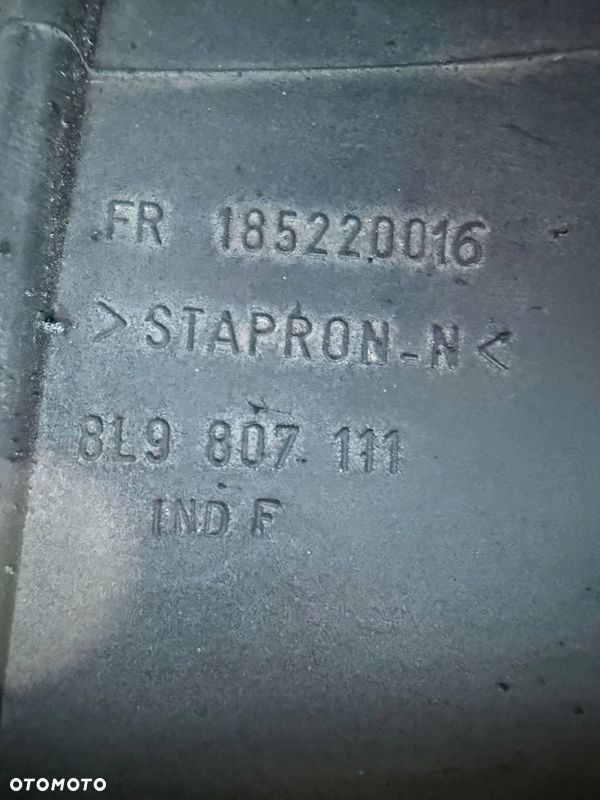 FR 185220016
>STAPRON-N<
8L9 807 111
IND F
OTOMOTO